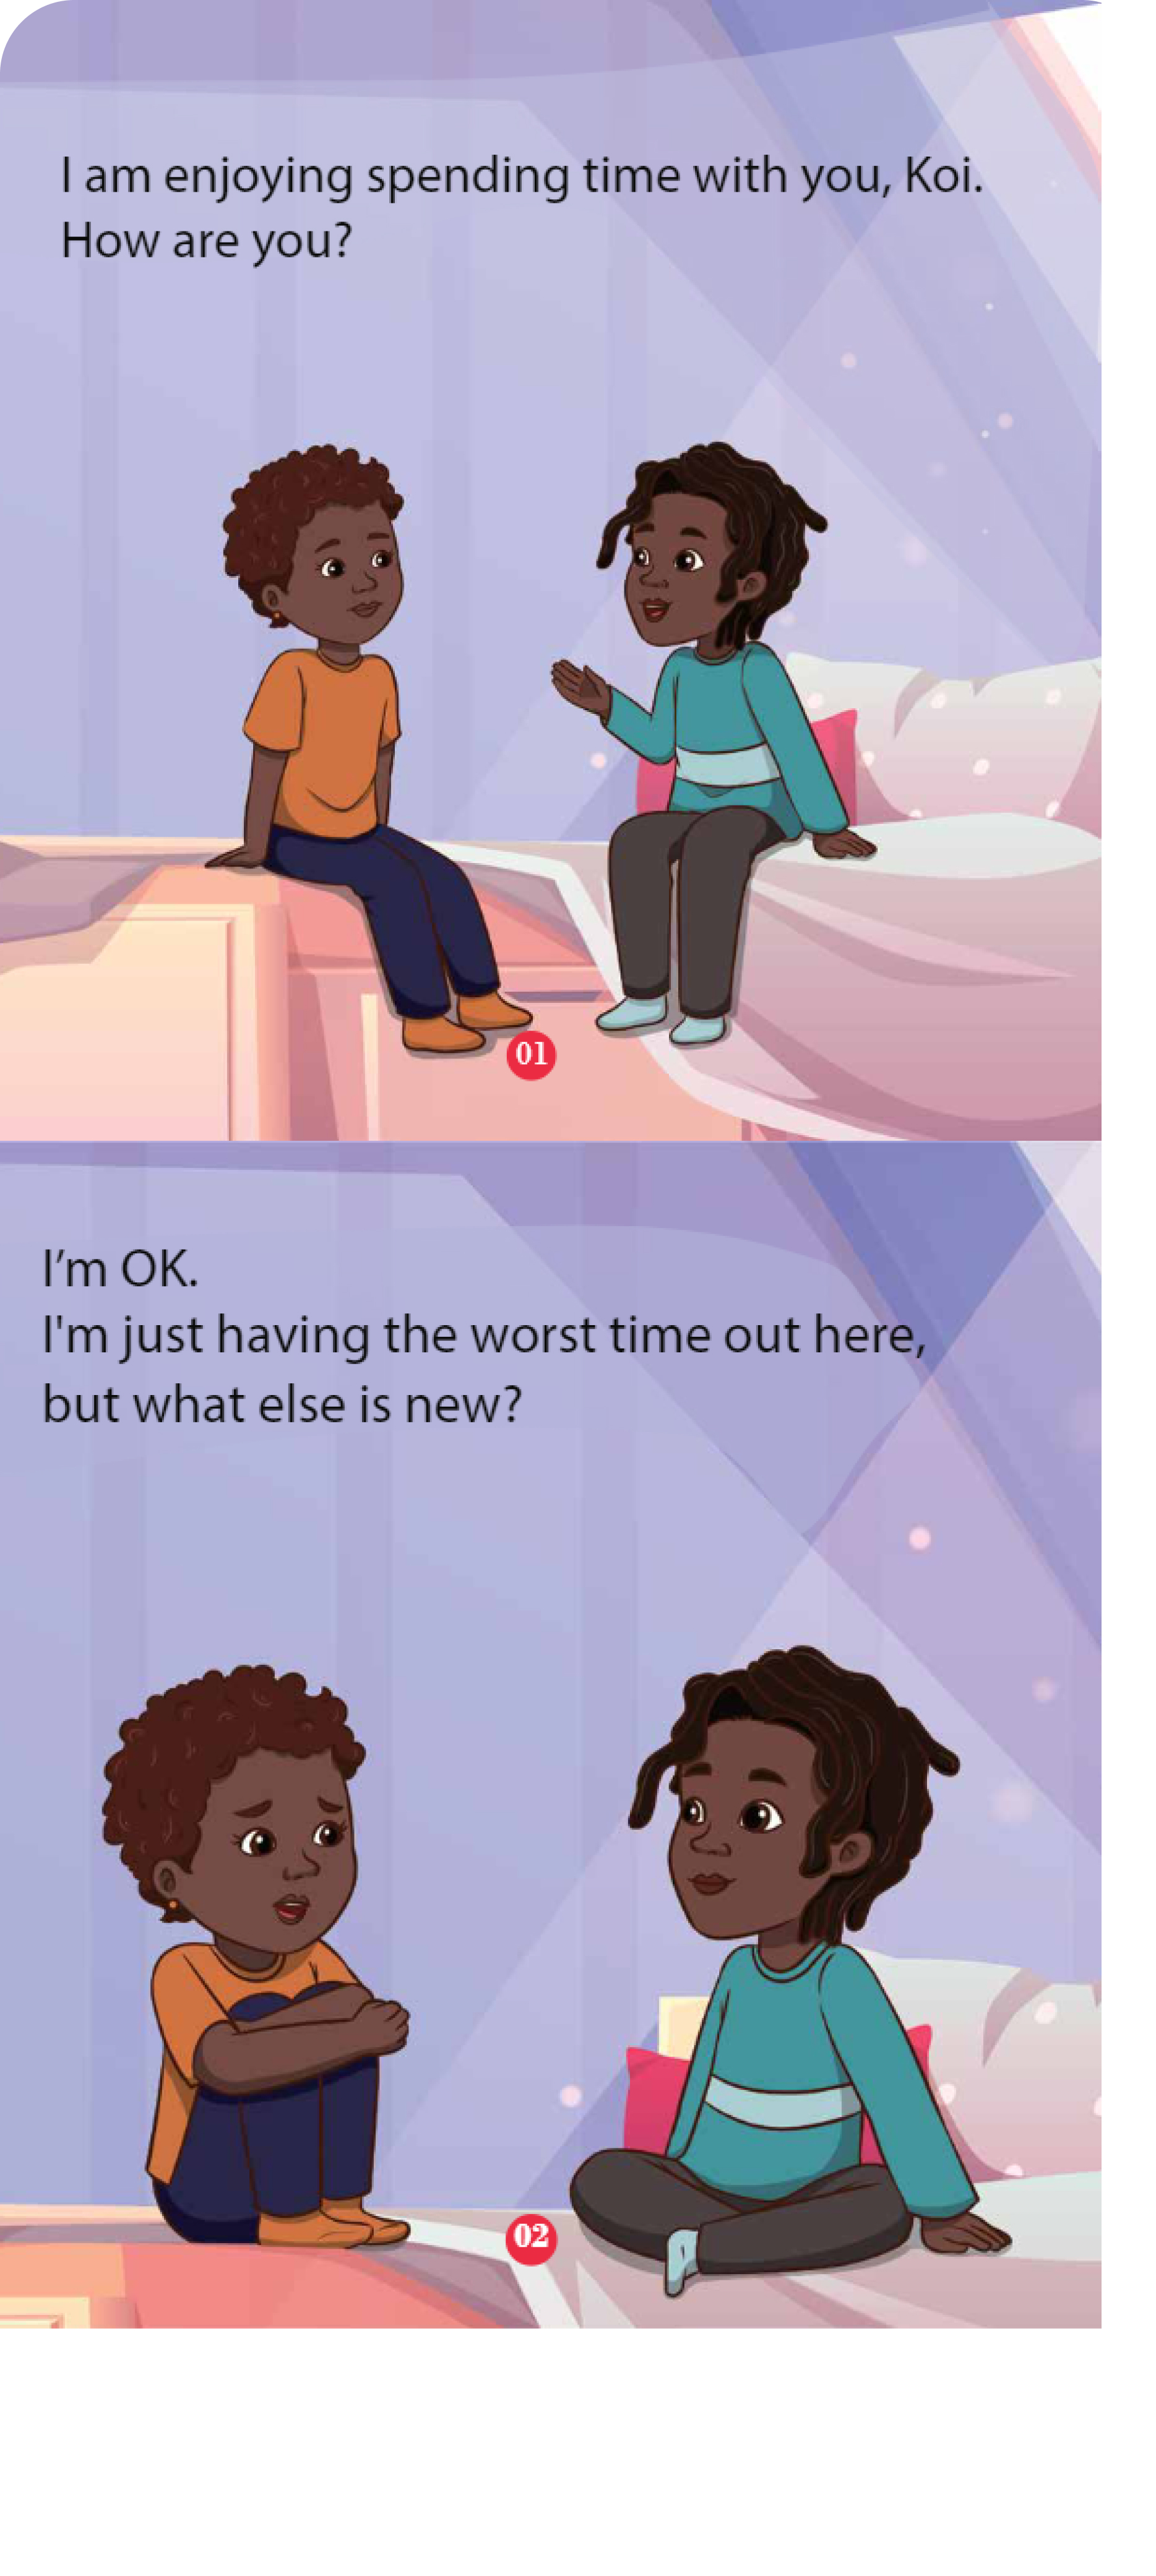 I am enjoying spending time with you, Koi.
How are you?
01
I’m OK.
I'm just having the worst time out here,
but what else is new?
02